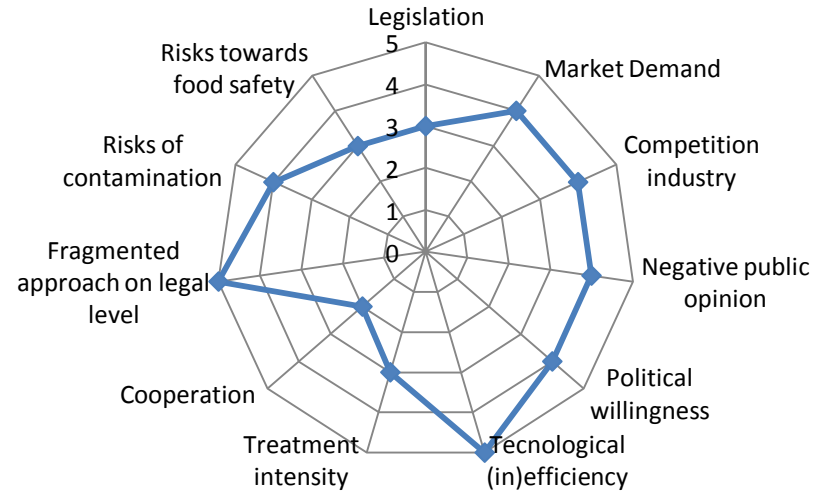 Legislation
5
4
3
2
1
0
Market Demand
Competition
industry
Negative public
opinion
Political
willingness
Tecnological
(in)efficiency
Treatment
intensity
Cooperation
Fragmented
approach on legal
level
Risks of
contamination
Risks towards
food safety